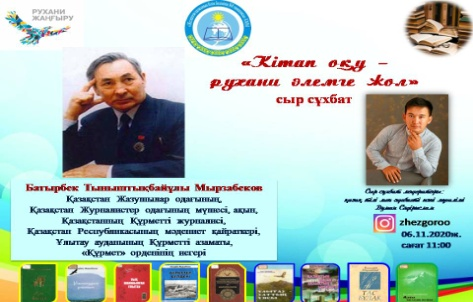 РУХАНИ
ЖАҢҒЫРУ
«Кітап оқу –
рухани әлемге жол»
сыр сұхбат
Батырбек Тыныштықбайұлы Мырзабеков
Қазақстан Жазушылар одағының,
Қазақстан Журналистер одағының мүшесі, ақын,
Қазақстанның Құрметті журналисі,
Қазақстан Республикасының мәдениет қайраткері,
Ұлытау ауданының Құрметті азаматы,
«Құрмет» орденінің иегері
Сыр сұхбат модераторы:
қазақ тілі мен әдебиеті пәні мұғалімі
zhezgoroo
06.11.2020ж.
сағат 11:00